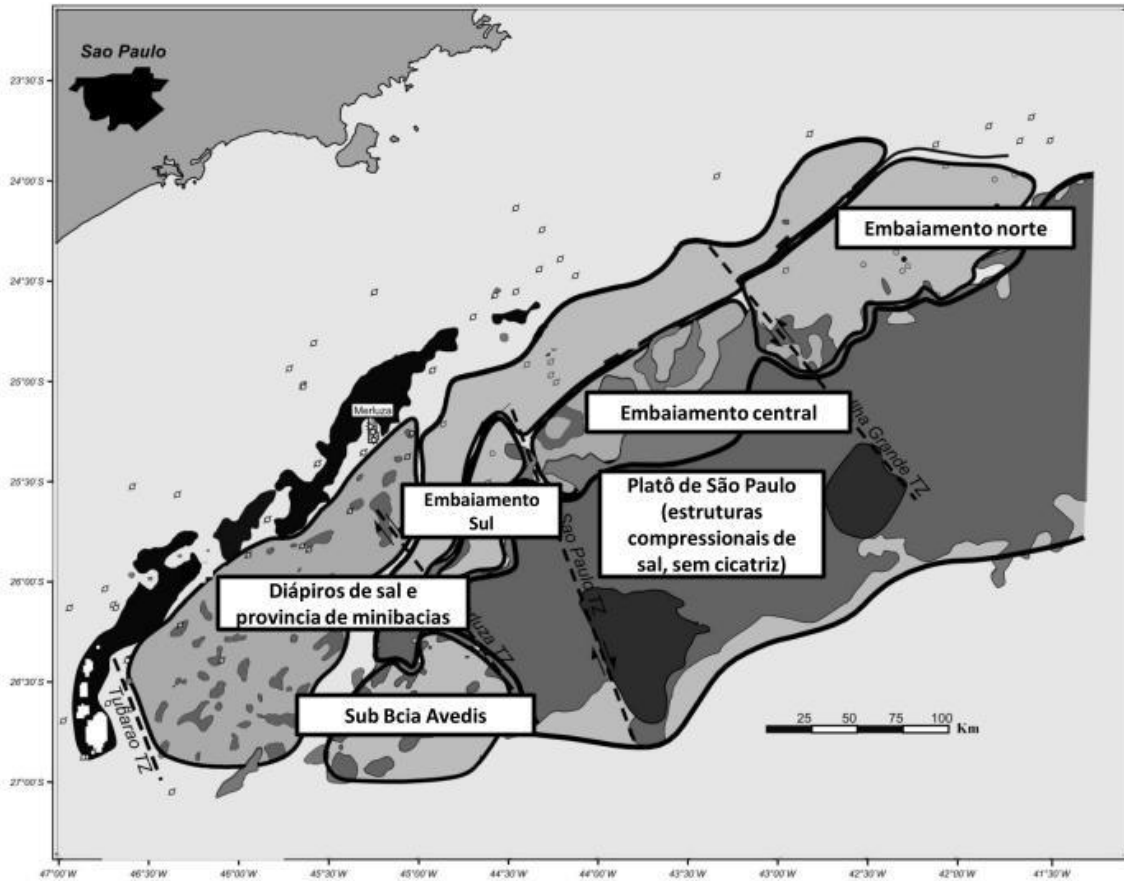 Sao Paulo
23°30'S
24°00'S
Embaiamento norte
24°30'S
25°00'S
Merluza
Embaiamento central
Ilha Grande TZ
25°30'S
Embaiamento
Sul
Platô de São Paulo
(estruturas
compressionais de
sal, sem cicatriz)
Sao Paulo TZ
26°00'S
Diápiros de sal e
provincia de minibacias
luza TZ
26°30'S
Tubarao TZ
Sub Bcia Avedis
25 50 75 100 Km
27°00'S
47°00'W 46°30'W 46°00'W 45°30'W 45°00'W 44°30'W 44°00'W 43°30'W 43°00'W 42°30'W 42°00'W 41°30'W